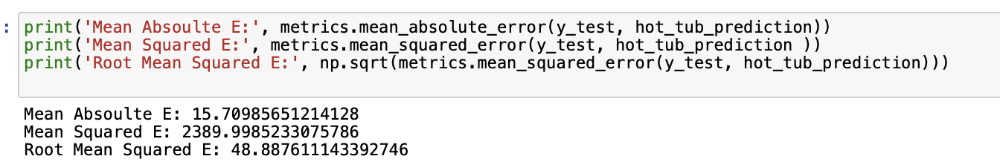 : print('Mean Absoulte E:', metrics.mean_absolute_error(y_test, hot_tub_prediction))
print('Mean Squared E:', metrics.mean_squared_error(y_test, hot_tub_prediction ))
print('Root Mean Squared E:', np.sqrt(metrics.mean_squared_error(y_test, hot_tub_prediction)))
Mean Absoulte E: 15.70985651214128
Mean Squared E: 2389.9985233075786
Root Mean Squared E: 48.887611143392746